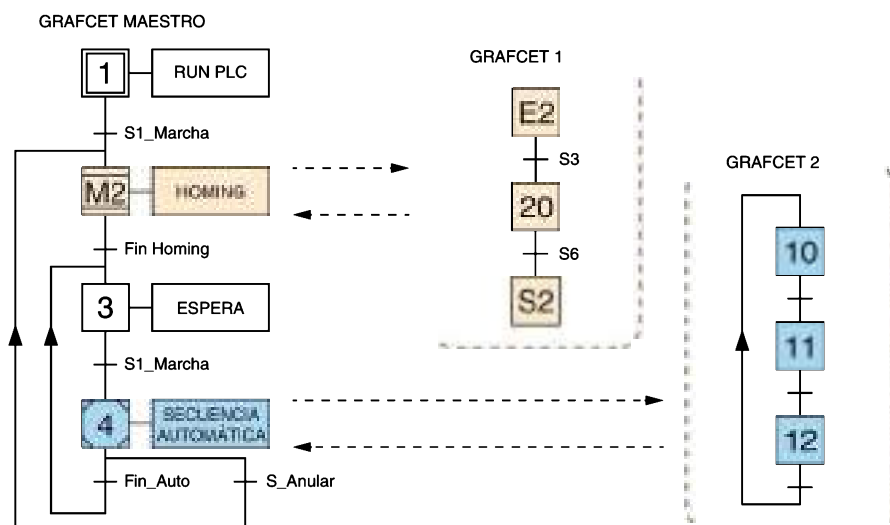 GRAFCET MAESTRO
1
RUN PLC
S1_Marcha
M2
HOMING
Fin Homing
3
ESPERA
S1_Marcha
4
SECUENCIA
AUTOMÁTICA
Fin_Auto
S_Anular
GRAFCET 1
E2
S3
20
S6
S2
GRAFCET 2
10
11
12